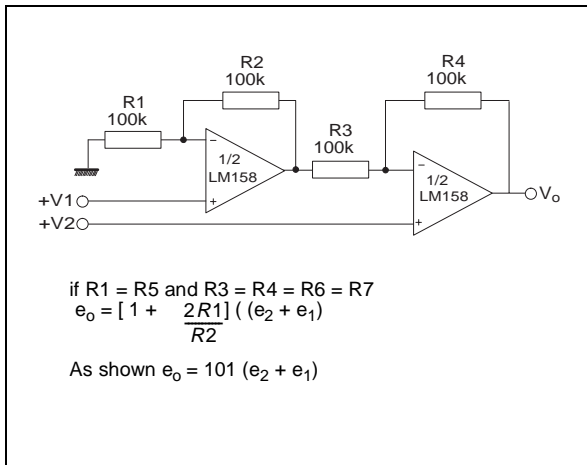 R2
100k
R4
100k
R1
100k
R3
100k
1/2
LM158
1/2
LM158
+V1
+V2
Vo
if R1 = R5 and R3 = R4 = R6 = R7
eo = [ 1 + 2R1/R2] ( (e2 + e1)
As shown eo = 101 (e2 + e1)